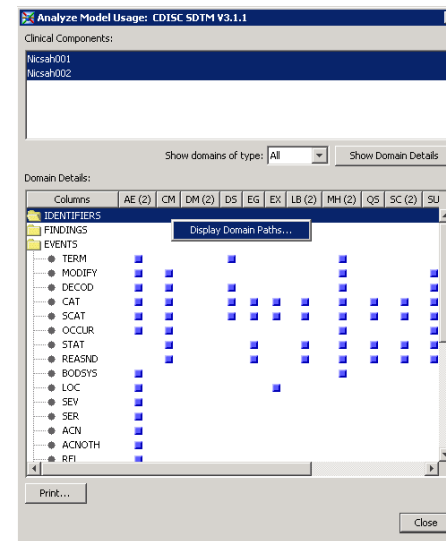 Analyze Model Usage: CDISC SDTM V3.1.1
Clinical Components:
Nicsah001
Nicsah002
Show domains of type: All Show Domain Details
Domain Details:
Columns AE (2) CM DM (2) DS EG EX LB (2) MH (2) QS SC (2) SU
IDENTIFIERS
FINDINGS Display Domain Paths...
EVENTS
TERM
MODIFY
DECOD
CAT
SCAT
OCCUR
STAT
REASND
BODSYS
LOC
SEV
SER
ACN
ACNOTH
REL
Print...
Close